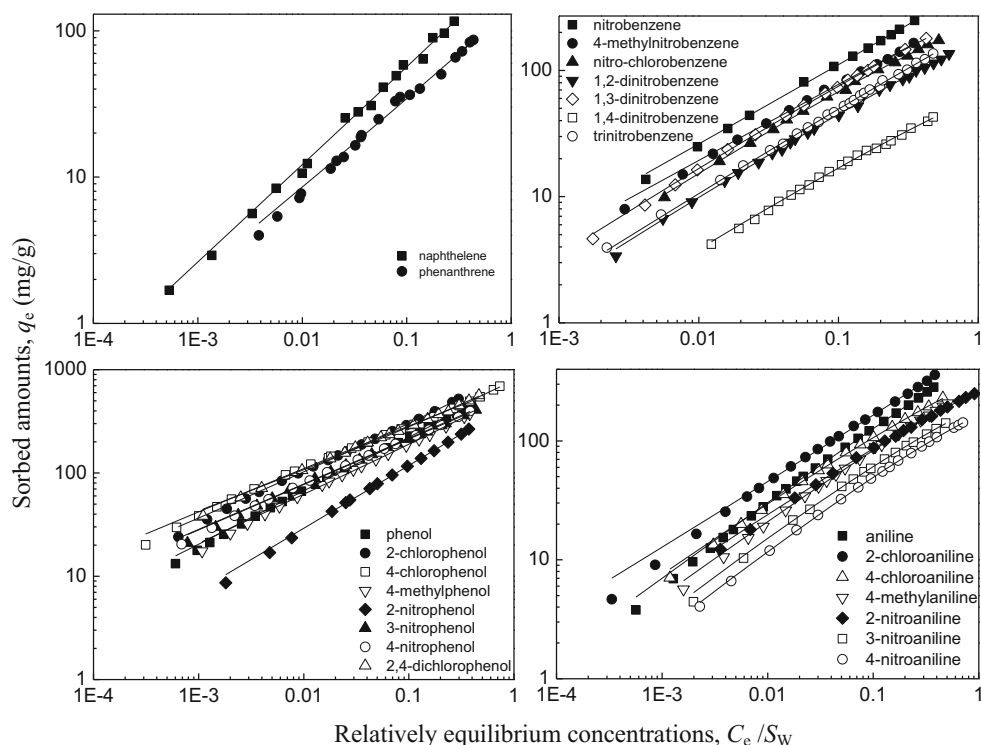 100
10
1
1E-4
1E-3
0.01
0.1
1
naphthelene
phenanthrene
100
10
1
1E-3
0.01
0.1
1
nitrobenzene
4-methylnitrobenzene
nitro-chlorobenzene
1,2-dinitrobenzene
1,3-dinitrobenzene
1,4-dinitrobenzene
trinitrobenzene
Sorbed amounts, qe (mg/g)
1000
100
10
1
1E-4
1E-3
0.01
0.1
1
phenol
2-chlorophenol
4-chlorophenol
4-methylphenol
2-nitrophenol
3-nitrophenol
4-nitrophenol
2,4-dichlorophenol
100
10
1
1E-4
1E-3
0.01
0.1
1
aniline
2-chloroaniline
4-chloroaniline
4-methylaniline
2-nitroaniline
3-nitroaniline
4-nitroaniline
Relatively equilibrium concentrations, Ce /SW